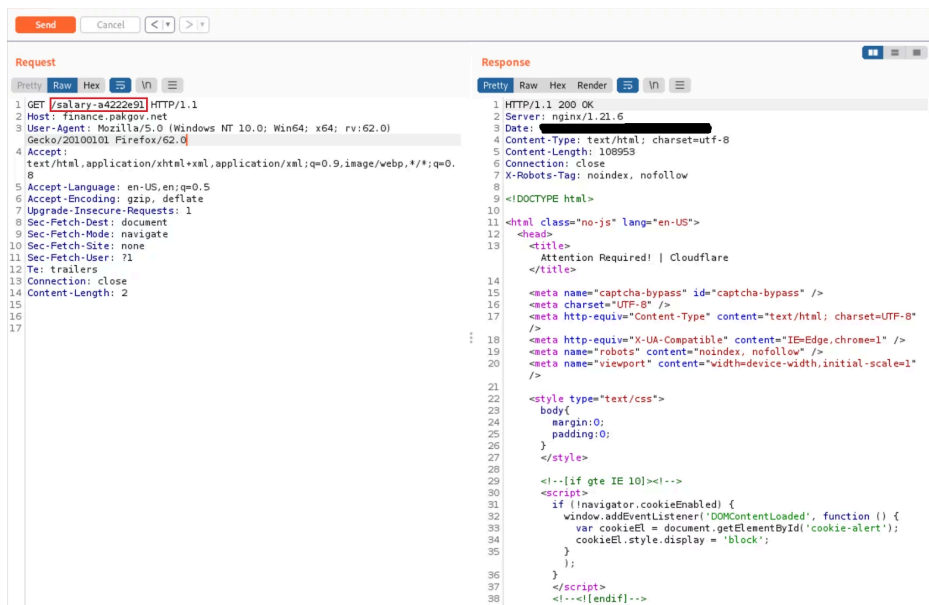 Send
Cancel
Request
Pretty Raw Hex \n
1 GET /salary-a4222e91 HTTP/1.1
2 Host: finance.pakgov.net
3 User-Agent: Mozilla/5.0 (Windows NT 10.0; Win64; x64; rv:62.0)
Gecko/20100101 Firefox/62.0
4 Accept:
text/html,application/xhtml+xml,application/xml;q=0.9,image/webp,*/*;q=0.
8
5 Accept-Language: en-US,en;q=0.5
6 Accept-Encoding: gzip, deflate
7 Upgrade-Insecure-Requests: 1
8 Sec-Fetch-Dest: document
9 Sec-Fetch-Mode: navigate
10 Sec-Fetch-Site: none
11 Sec-Fetch-User: ?1
12 Te: trailers
13 Connection: close
14 Content-Length: 2
15
16
17
Response
Pretty Raw Hex Render \n
1 HTTP/1.1 200 OK
2 Server: nginx/1.21.6
3 Date:
4 Content-Type: text/html; charset=utf-8
5 Content-Length: 108953
6 Connection: close
7 X-Robots-Tag: noindex, nofollow
8
9 <!DOCTYPE html>
10
11 <html class="no-js" lang="en-US">
12 <head>
13 <title>
Attention Required! | Cloudflare
</title>
14
15 <meta name="captcha-bypass" id="captcha-bypass" />
16 <meta charset="UTF-8" />
17 <meta http-equiv="Content-Type" content="text/html; charset=UTF-8"
/>
18 <meta http-equiv="X-UA-Compatible" content="IE=Edge,chrome=1" />
19 <meta name="robots" content="noindex, nofollow" />
20 <meta name="viewport" content="width=device-width,initial-scale=1"
/>
21
22 <style type="text/css">
23 body{
24 margin:0;
25 padding:0;
26 }
27 </style>
28
29 <!--[if gte IE 10]><!-->
30 <script>
31 if (!navigator.cookieEnabled) {
32 window.addEventListener('DOMContentLoaded', function () {
33 var cookieEl = document.getElementById('cookie-alert');
34 cookieEl.style.display = 'block';
35 }
);
36 }
37 </script>
38 <!--<![endif]-->